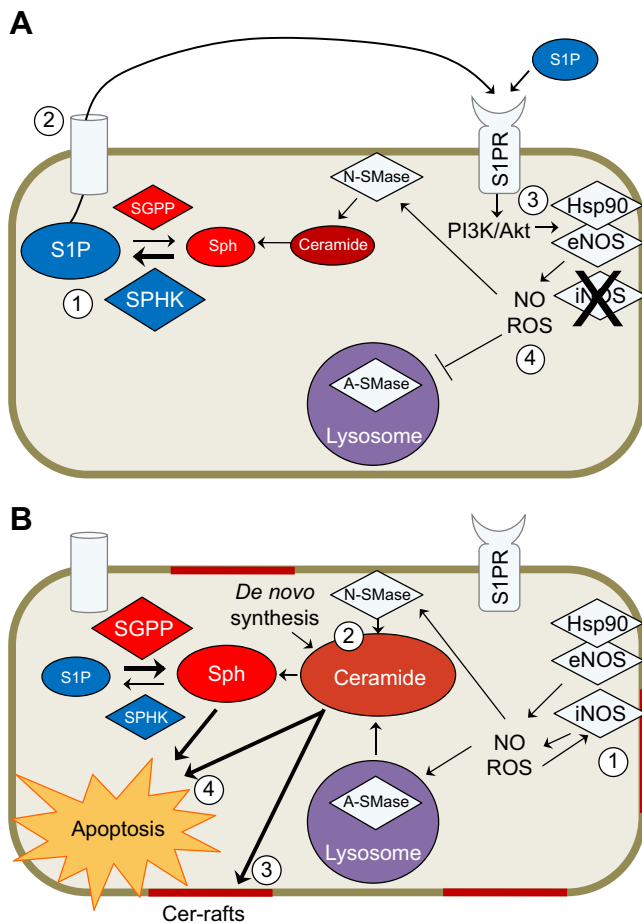 A
S1P
2
S1PR
N-SMase
3
Hsp90
SGPP
PI3K/Akt
eNOS
S1P
Sph
Ceramide
1
SPHK
NO
iNOS
ROS
4
A-SMase
Lysosome
B
S1PR
De novo
synthesis
N-SMase
SGPP
2
Hsp90
eNOS
S1P
Sph
Ceramide
SPHK
iNOS
NO
1
ROS
4
A-SMase
Apoptosis
Lysosome
3
Cer-rafts